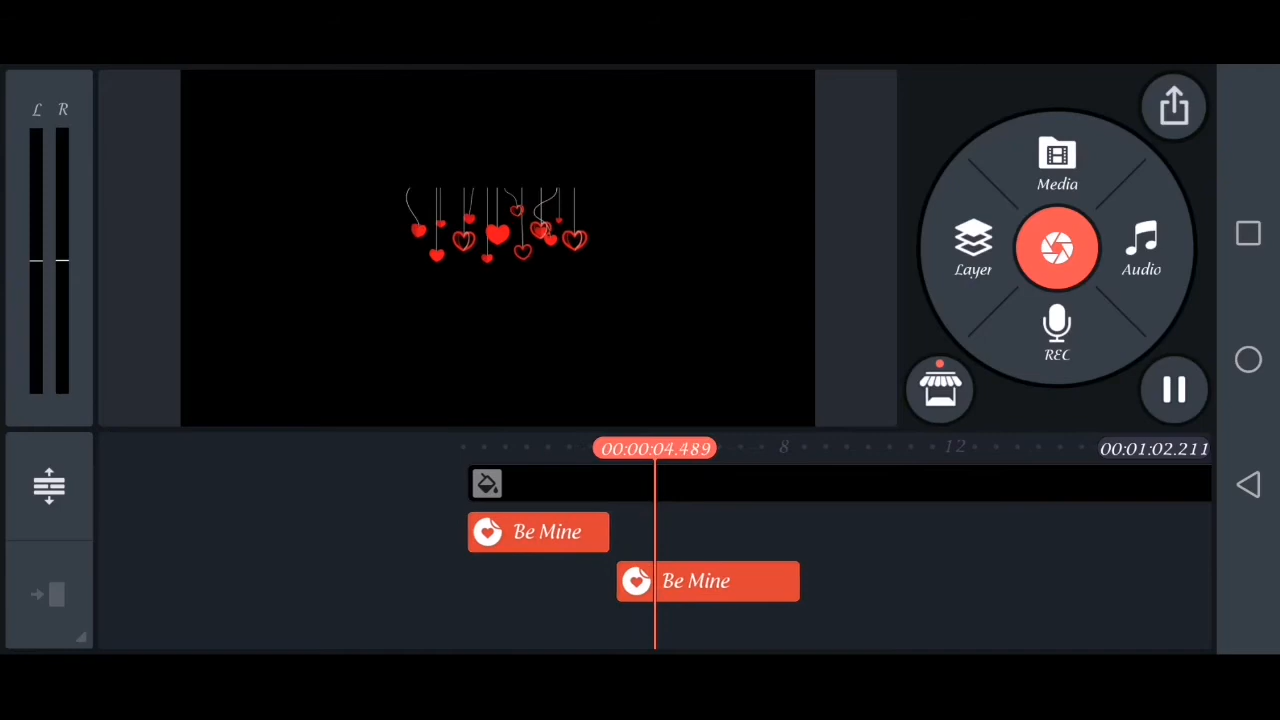 L R
Media
Layer
Audio
REC
00:00:04.489
8
12
00:01:02.211
Be Mine
Be Mine